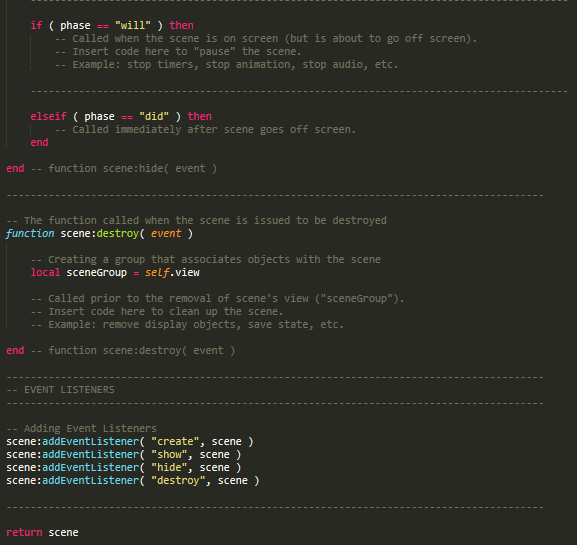 ---------------------------------------------------------------------------------------------
if ( phase == "will" ) then
-- Called when the scene is on screen (but is about to go off screen).
-- Insert code here to "pause" the scene.
-- Example: stop timers, stop animation, stop audio, etc.
-----------------------------------------------------------------------------------------
elseif ( phase == "did" ) then
-- Called immediately after scene goes off screen.
end
end -- function scene:hide( event )
-----------------------------------------------------------------------------------------
-- The function called when the scene is issued to be destroyed
function scene:destroy( event )
-- Creating a group that associates objects with the scene
local sceneGroup = self.view
-- Called prior to the removal of scene's view ("sceneGroup").
-- Insert code here to clean up the scene.
-- Example: remove display objects, save state, etc.
end -- function scene:destroy( event )
-----------------------------------------------------------------------------------------
-- EVENT LISTENERS
-----------------------------------------------------------------------------------------
-- Adding Event Listeners
scene:addEventListener( "create", scene )
scene:addEventListener( "show", scene )
scene:addEventListener( "hide", scene )
scene:addEventListener( "destroy", scene )
-----------------------------------------------------------------------------------------
return scene